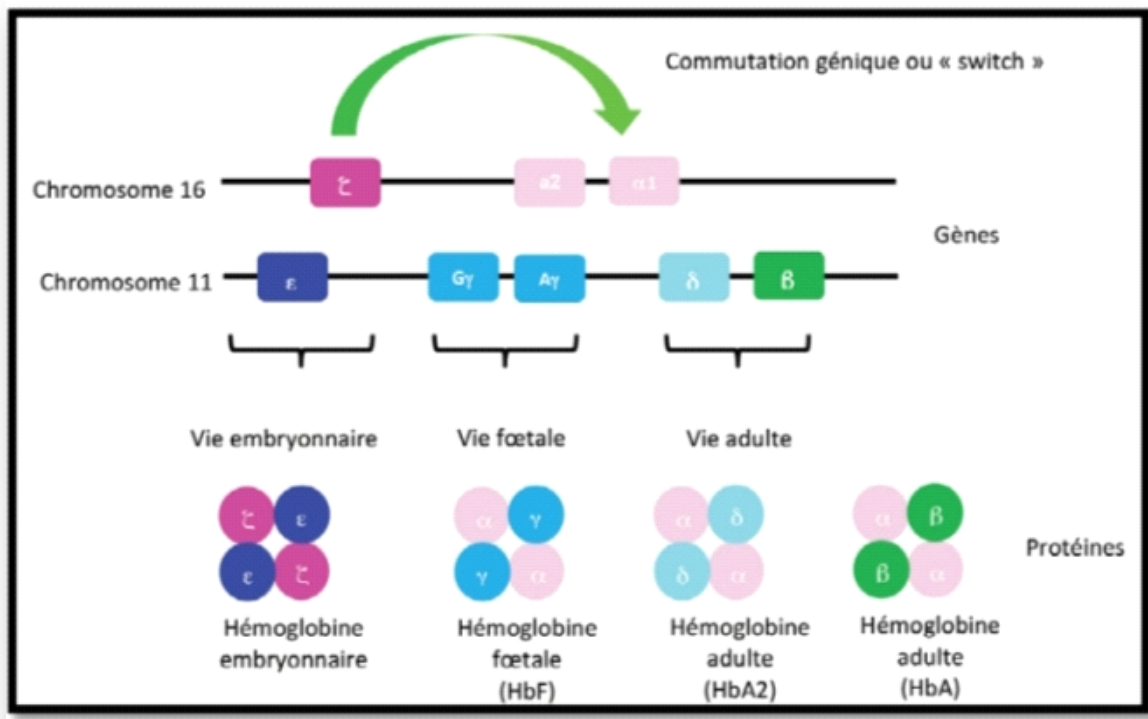 Commutation génique ou « switch »
Chromosome 16
ζ
a2
α1
Gènes
Chromosome 11
ε
Gγ
Aγ
δ
β
Vie embryonnaire
Vie fœtale
Vie adulte
ζ ε
α γ
α δ
α β
ε ζ
γ α
δ α
β α
Protéines
Hémoglobine
embryonnaire
Hémoglobine
fœtale
(HbF)
Hémoglobine
adulte
(HbA2)
Hémoglobine
adulte
(HbA)